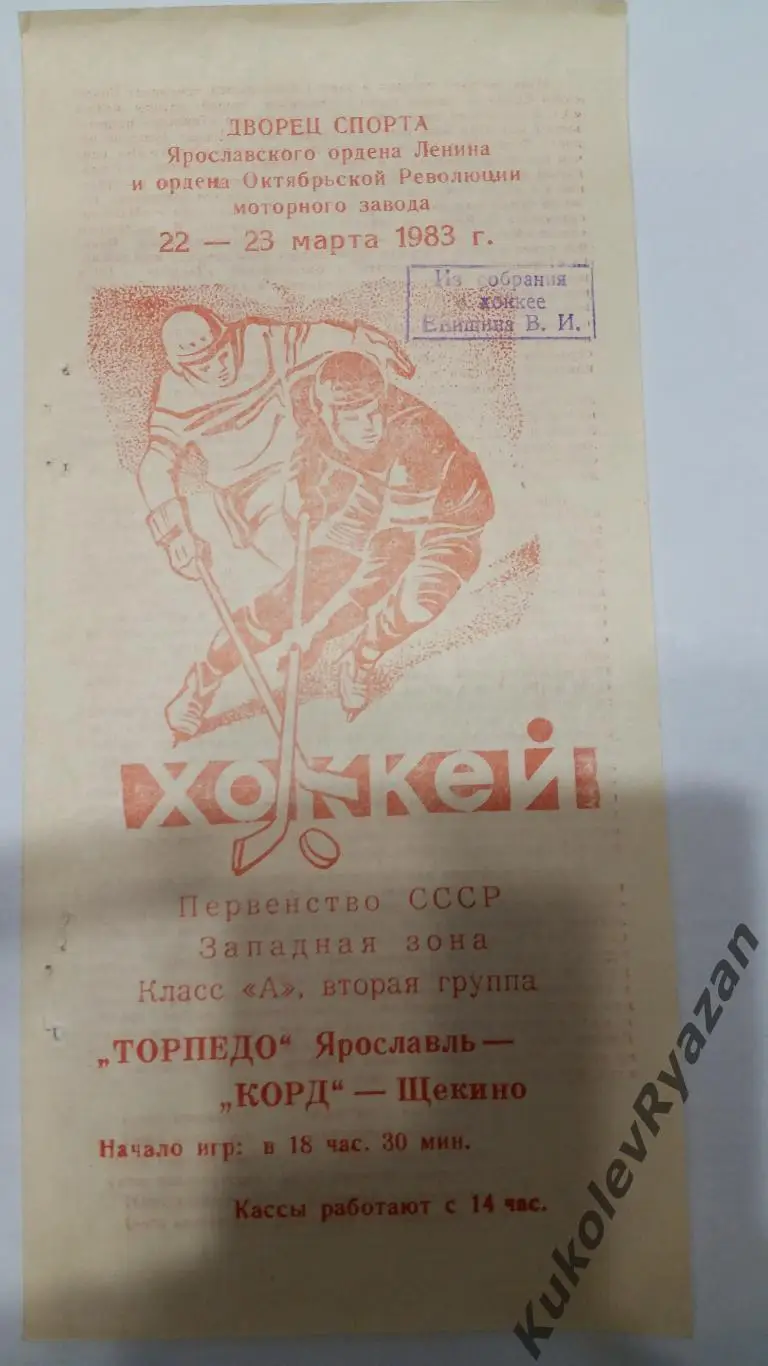 ДВОРЕЦ СПОРТА
Ярославского ордена Ленина
и ордена Октябрьской Революции
моторного завода
22 — 23 марта 1983 г.
Из собрания
о хоккее
В. И.
ХОККЕЙ
Первенство СССР
Западная зона
Класс «А», вторая группа
„ТОРПЕДО“ Ярославль —
„КОРД“ — Щекино
Начало игр: в 18 час. 30 мин.
Кассы работают с 14 час.
KukolevRyazan